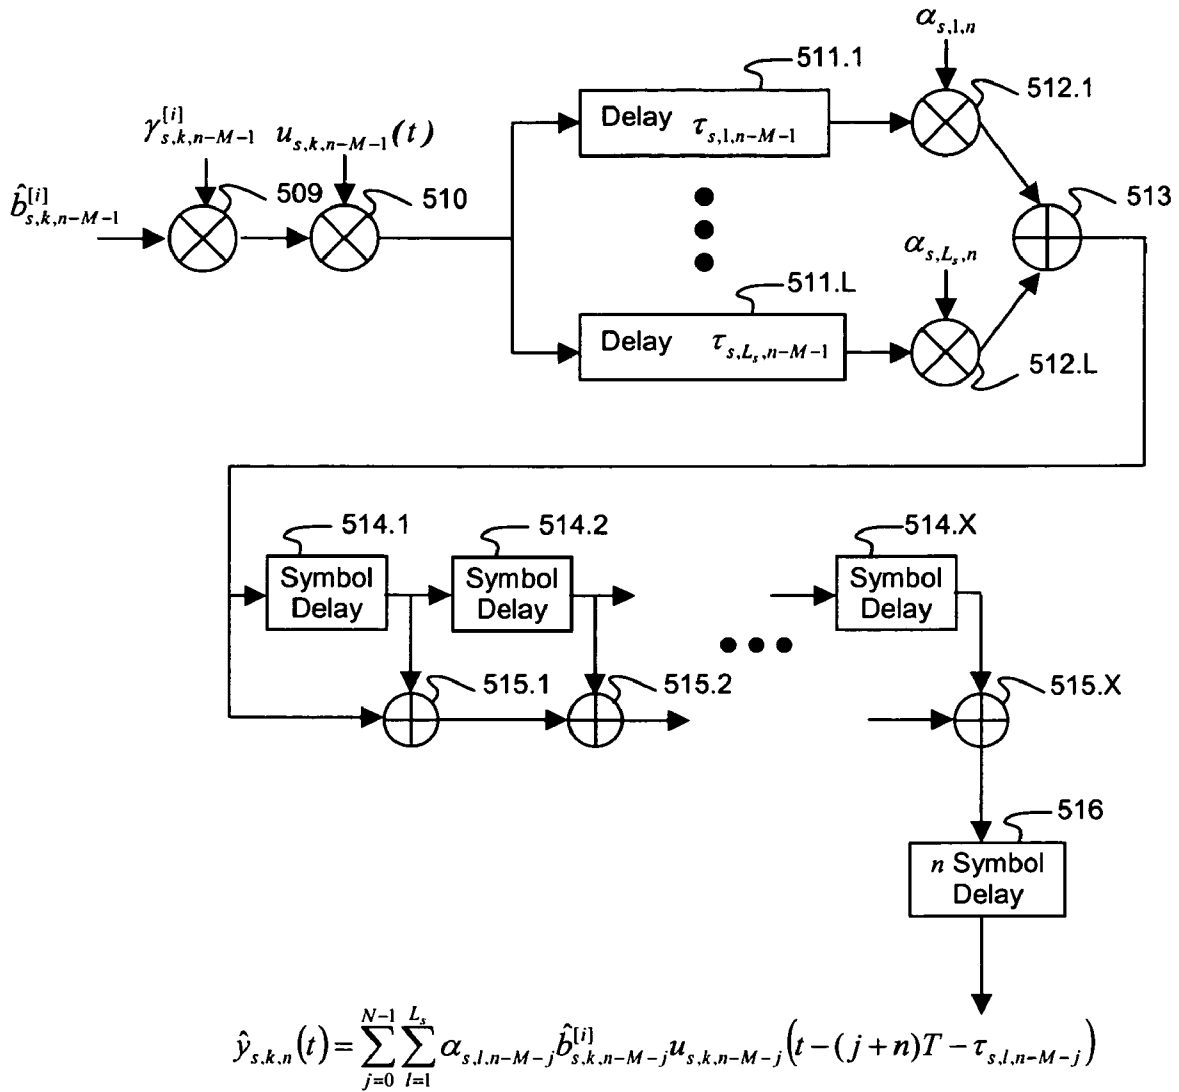 α_{s,1,n}
511.1
512.1
Delay τ_{s,1,n-M-1}
γ^{[i]}_{s,k,n-M-1} u_{s,k,n-M-1}(t)
b̂^{[i]}_{s,k,n-M-1}
509
510
513
α_{s,L_s,n}
511.L
Delay τ_{s,L_s,n-M-1}
512.L
514.1
514.2
514.X
Symbol Delay
Symbol Delay
Symbol Delay
515.1
515.2
515.X
516
n Symbol Delay
ŷ_{s,k,n}(t) = ∑_{j=0}^{N-1} ∑_{l=1}^{L_s} α_{s,l,n-M-j} b̂^{[i]}_{s,k,n-M-j} u_{s,k,n-M-j}(t-(j+n)T-τ_{s,l,n-M-j})